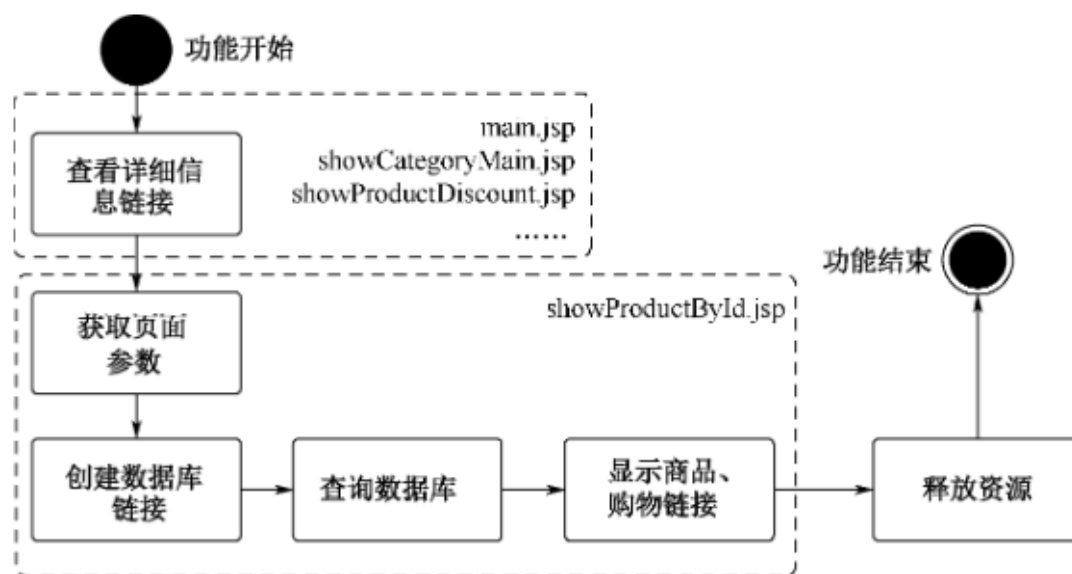 功能开始
main.jsp
showCategoryMain.jsp
showProductDiscount.jsp
……
查看详细信
息链接
功能结束
showProductById.jsp
获取页面
参数
创建数据库
链接
查询数据库
显示商品、
购物链接
释放资源